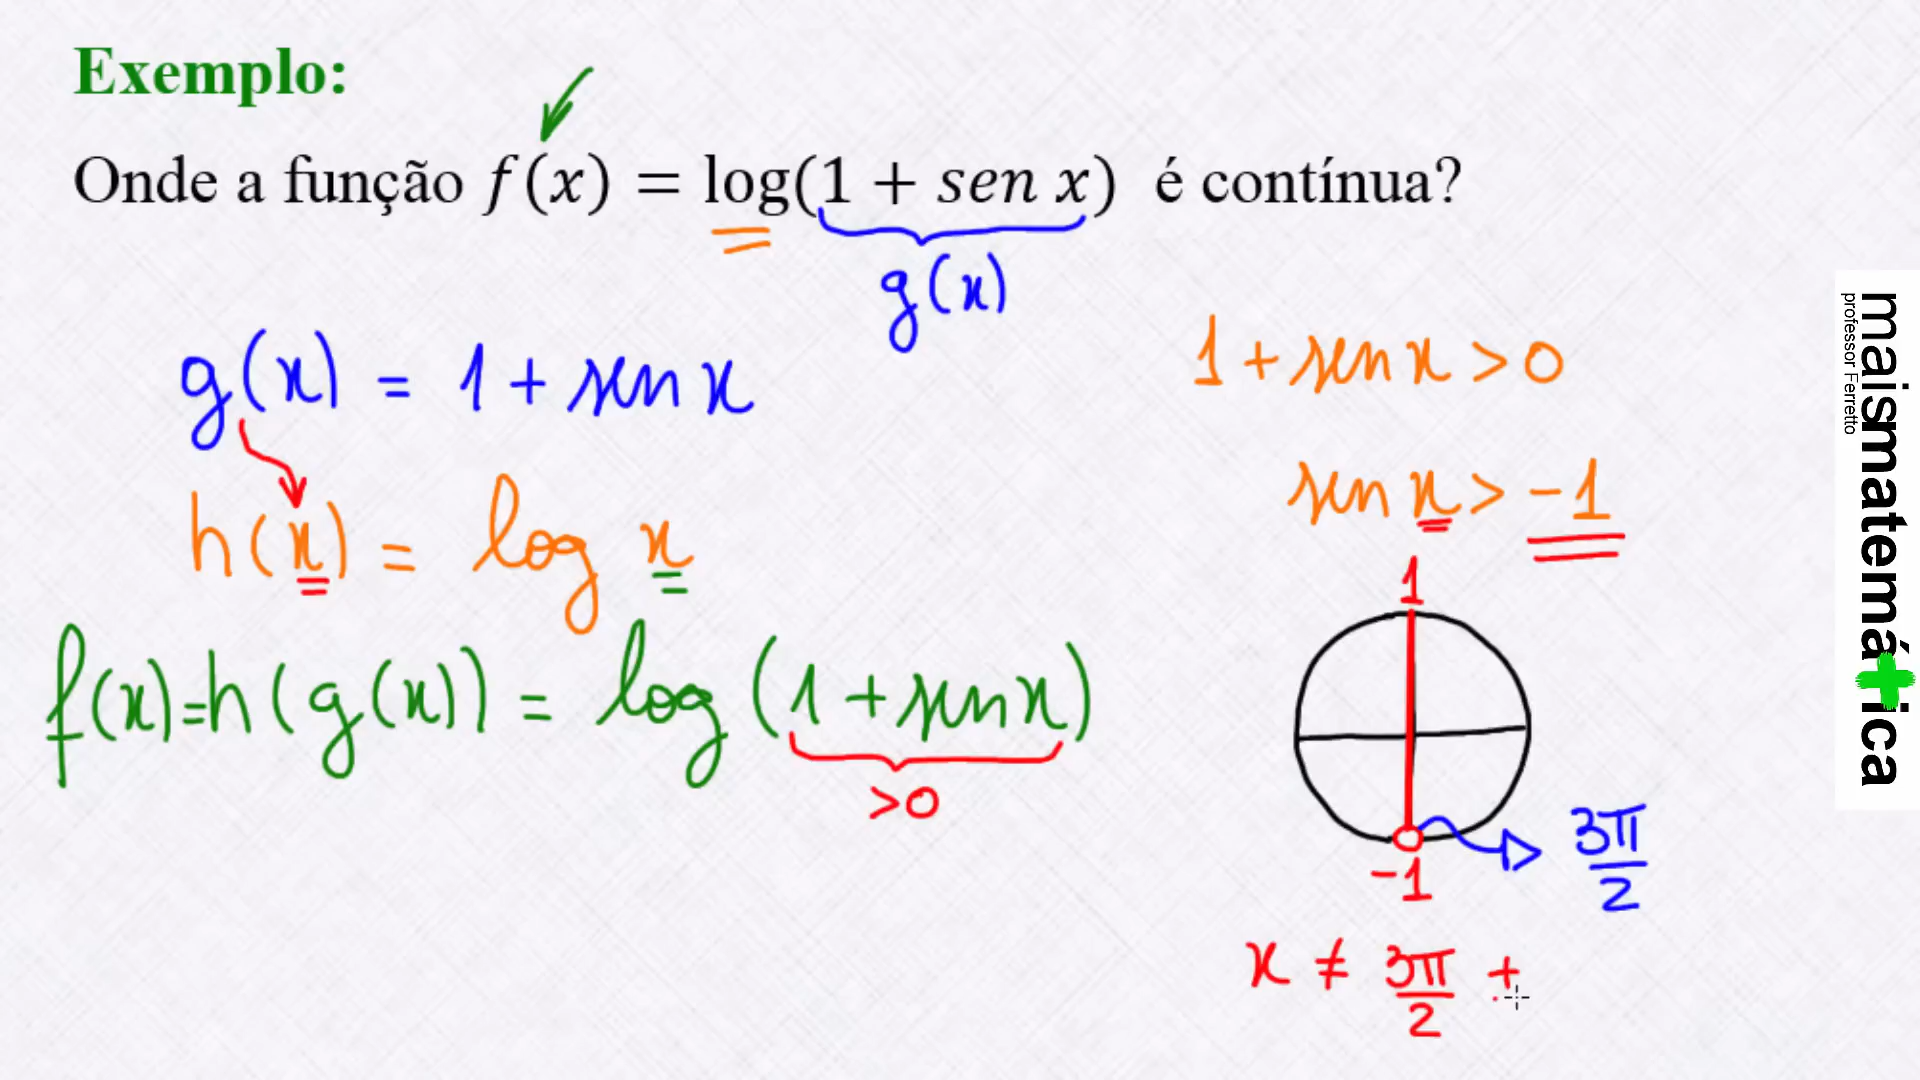 Exemplo:
Onde a função f(x) = log(1 + sen x) é contínua?
g(x)
g(x) = 1 + sen x
h(x) = log x
f(x)=h(g(x)) = log (1 + sen x)
>0
1 + sen x > 0
sen x > -1
1
-1
3π/2
x ≠ 3π/2 +
maismatemática
professor Ferretto